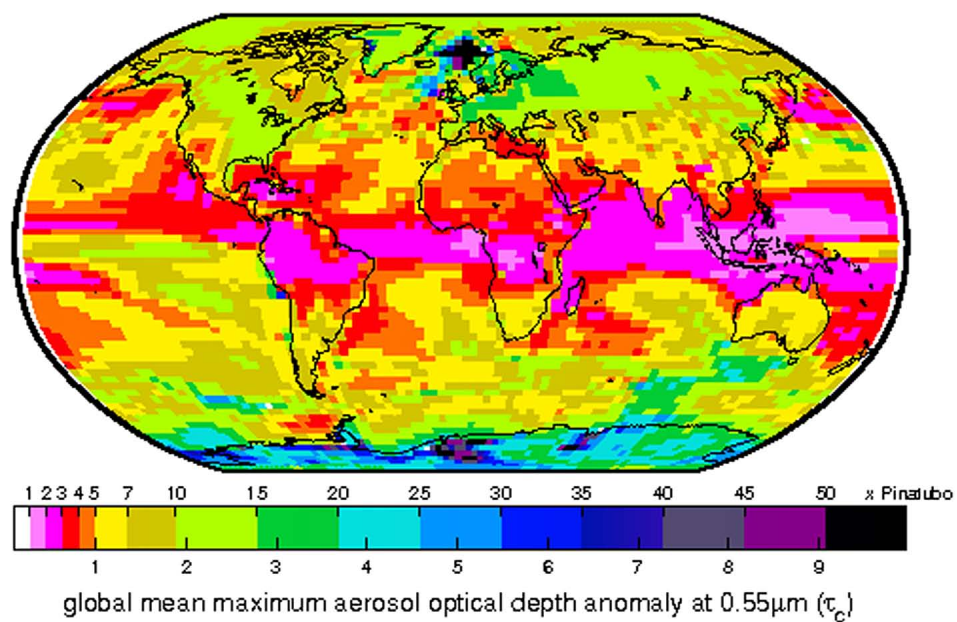 1 2 3 4 5 7 10 15 20 25 30 35 40 45 50 x Pinatubo
1 2 3 4 5 6 7 8 9
global mean maximum aerosol optical depth anomaly at 0.55μm (τc)